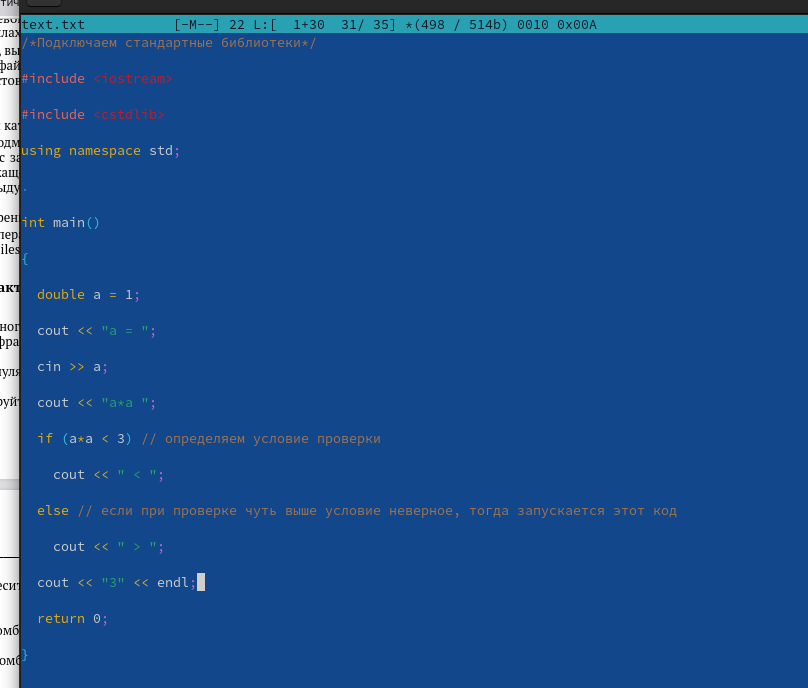 text.txt [-M--] 22 L:[ 1+30 31/ 35] *(498 / 514b) 0010 0x00A
/*Подключаем стандартные библиотеки*/
#include <iostream>
#include <cstdlib>
using namespace std;
.
int main()
{
double a = 1;
cout << "a = ";
cin >> a;
cout << "a*a ";
if (a*a < 3) // определяем условие проверки
cout << " < ";
else // если при проверке чуть выше условие неверное, тогда запускается этот код
cout << " > ";
cout << "3" << endl;
return 0;
}